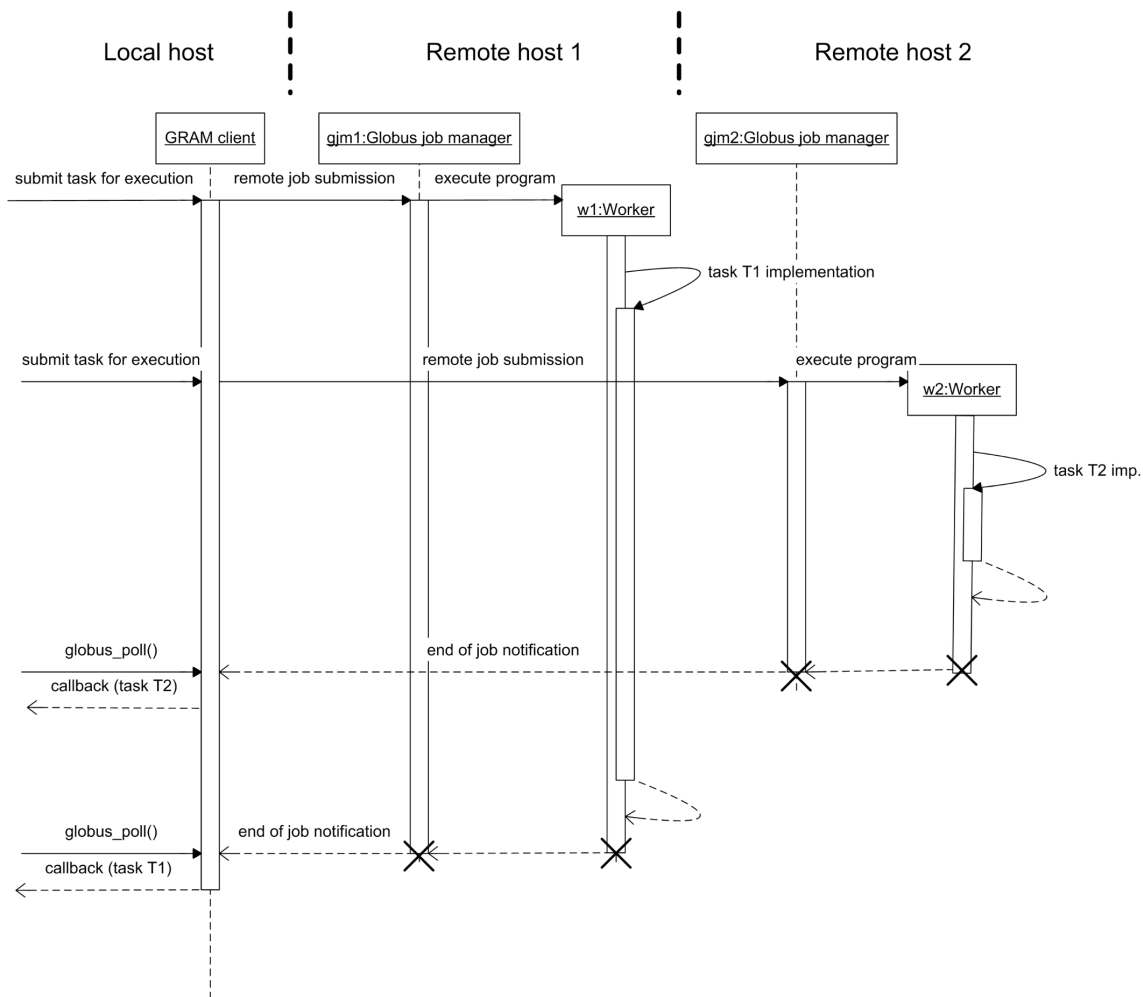 Local host
Remote host 1
Remote host 2
GRAM client
gjm1:Globus job manager
gjm2:Globus job manager
submit task for execution
remote job submission
execute program
w1:Worker
task T1 implementation
submit task for execution
remote job submission
execute program
w2:Worker
task T2 imp.
globus_poll()
end of job notification
callback (task T2)
globus_poll()
end of job notification
callback (task T1)